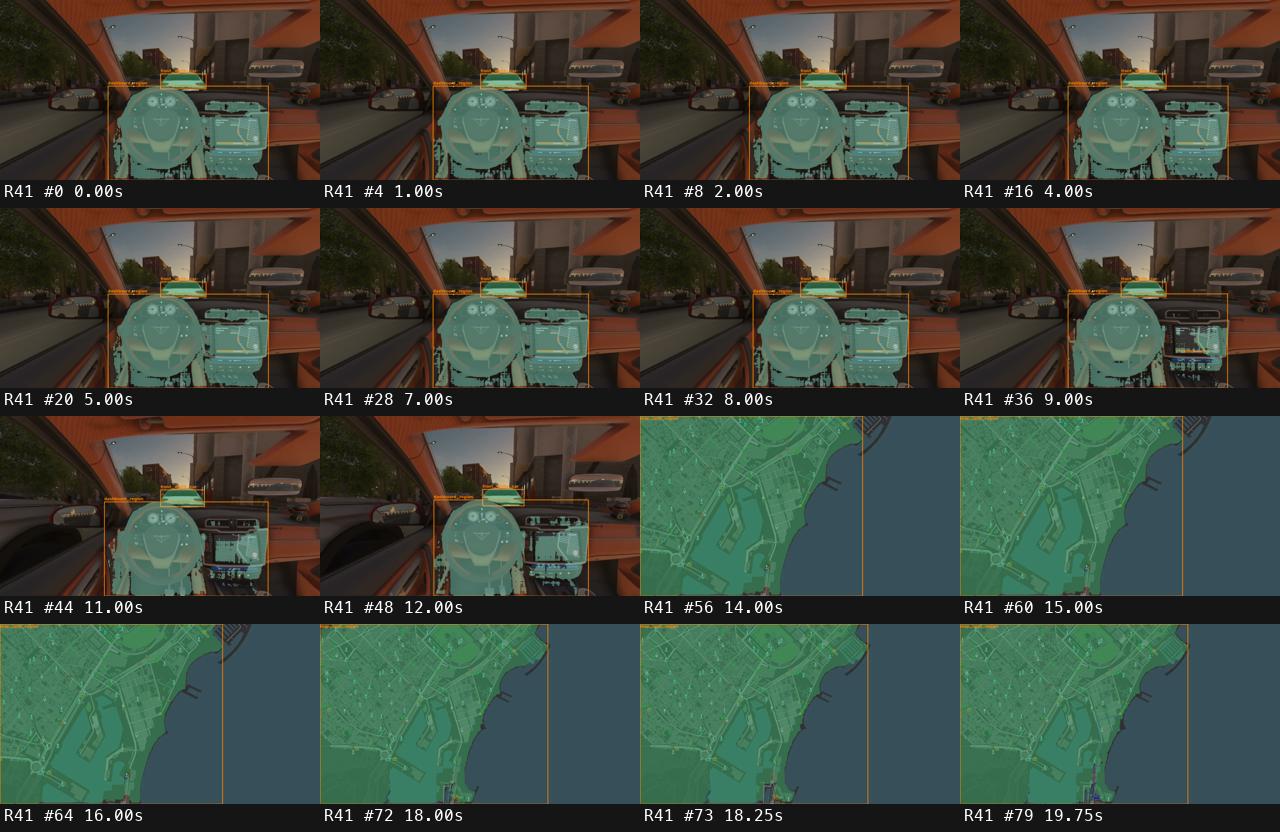 R41 #0 0.00s
R41 #4 1.00s
R41 #8 2.00s
R41 #16 4.00s
R41 #20 5.00s
R41 #28 7.00s
R41 #32 8.00s
R41 #36 9.00s
R41 #44 11.00s
R41 #48 12.00s
R41 #56 14.00s
R41 #60 15.00s
R41 #64 16.00s
R41 #72 18.00s
R41 #73 18.25s
R41 #79 19.75s